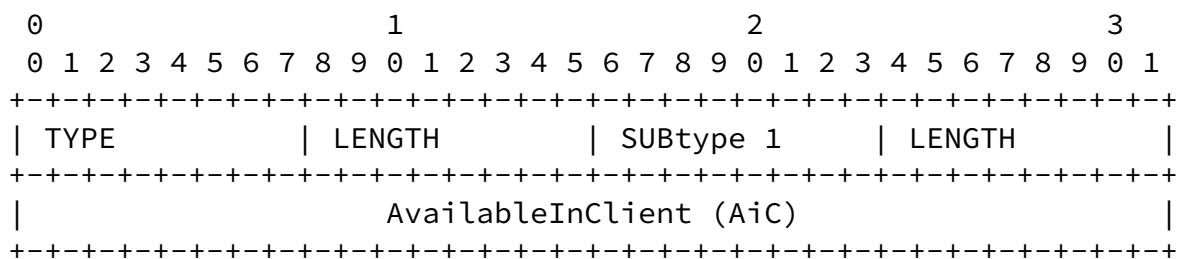 0                   1                   2                   3
 0 1 2 3 4 5 6 7 8 9 0 1 2 3 4 5 6 7 8 9 0 1 2 3 4 5 6 7 8 9 0 1
+-+-+-+-+-+-+-+-+-+-+-+-+-+-+-+-+-+-+-+-+-+-+-+-+-+-+-+-+-+-+-+-+
| TYPE          | LENGTH        | SUBtype 1     | LENGTH        |
+-+-+-+-+-+-+-+-+-+-+-+-+-+-+-+-+-+-+-+-+-+-+-+-+-+-+-+-+-+-+-+-+
|                    AvailableInClient (AiC)                    |
+-+-+-+-+-+-+-+-+-+-+-+-+-+-+-+-+-+-+-+-+-+-+-+-+-+-+-+-+-+-+-+-+